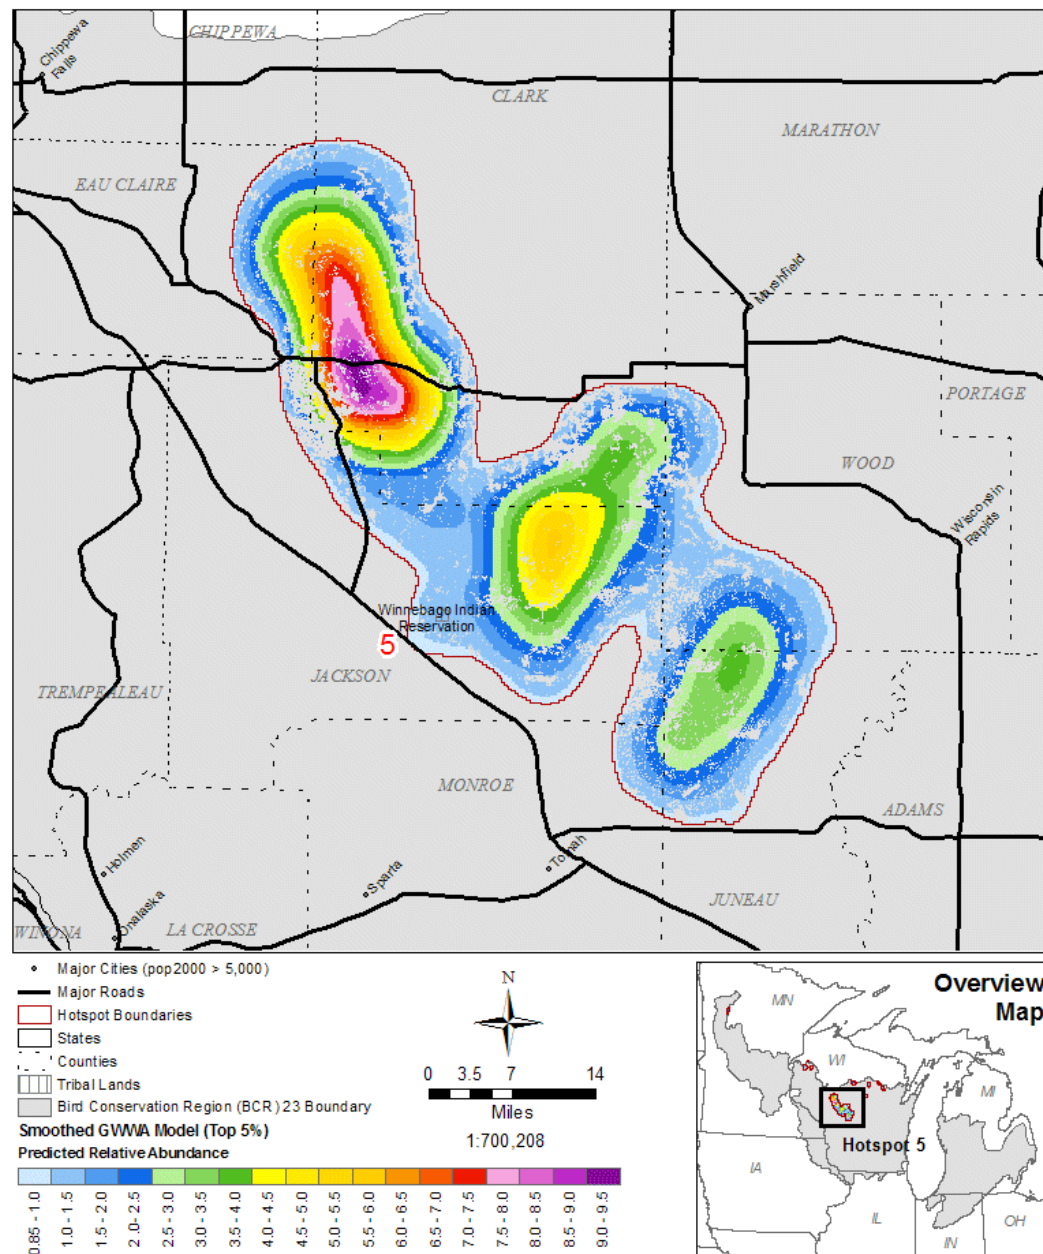 CHIPPEWA
Chippewa
Falls
CLARK
MARATHON
EAU CLAIRE
Marshfield
PORTAGE
WOOD
Wisconsin
Rapids
Winnebago Indian
Reservation
5
JACKSON
TREMPEALEAU
MONROE
ADAMS
Holmen
Sparta
Tomah
Onalaska
JUNEAU
WINONA
LA CROSSE
Major Cities (pop2000 > 5,000)
Major Roads
Hotspot Boundaries
States
Counties
Tribal Lands
Bird Conservation Region (BCR) 23 Boundary
Smoothed GWWA Model (Top 5%)
Predicted Relative Abundance
0.85 - 1.0
1.0 - 1.5
1.5 - 2.0
2.0 - 2.5
2.5 - 3.0
3.0 - 3.5
3.5 - 4.0
4.0 - 4.5
4.5 - 5.0
5.0 - 5.5
5.5 - 6.0
6.0 - 6.5
6.5 - 7.0
7.0 - 7.5
7.5 - 8.0
8.0 - 8.5
8.5 - 9.0
9.0 - 9.5
N
0 3.5 7 14
Miles
1:700,208
Overview
Map
MN
WI
MI
Hotspot 5
IA
IL
IN
OH